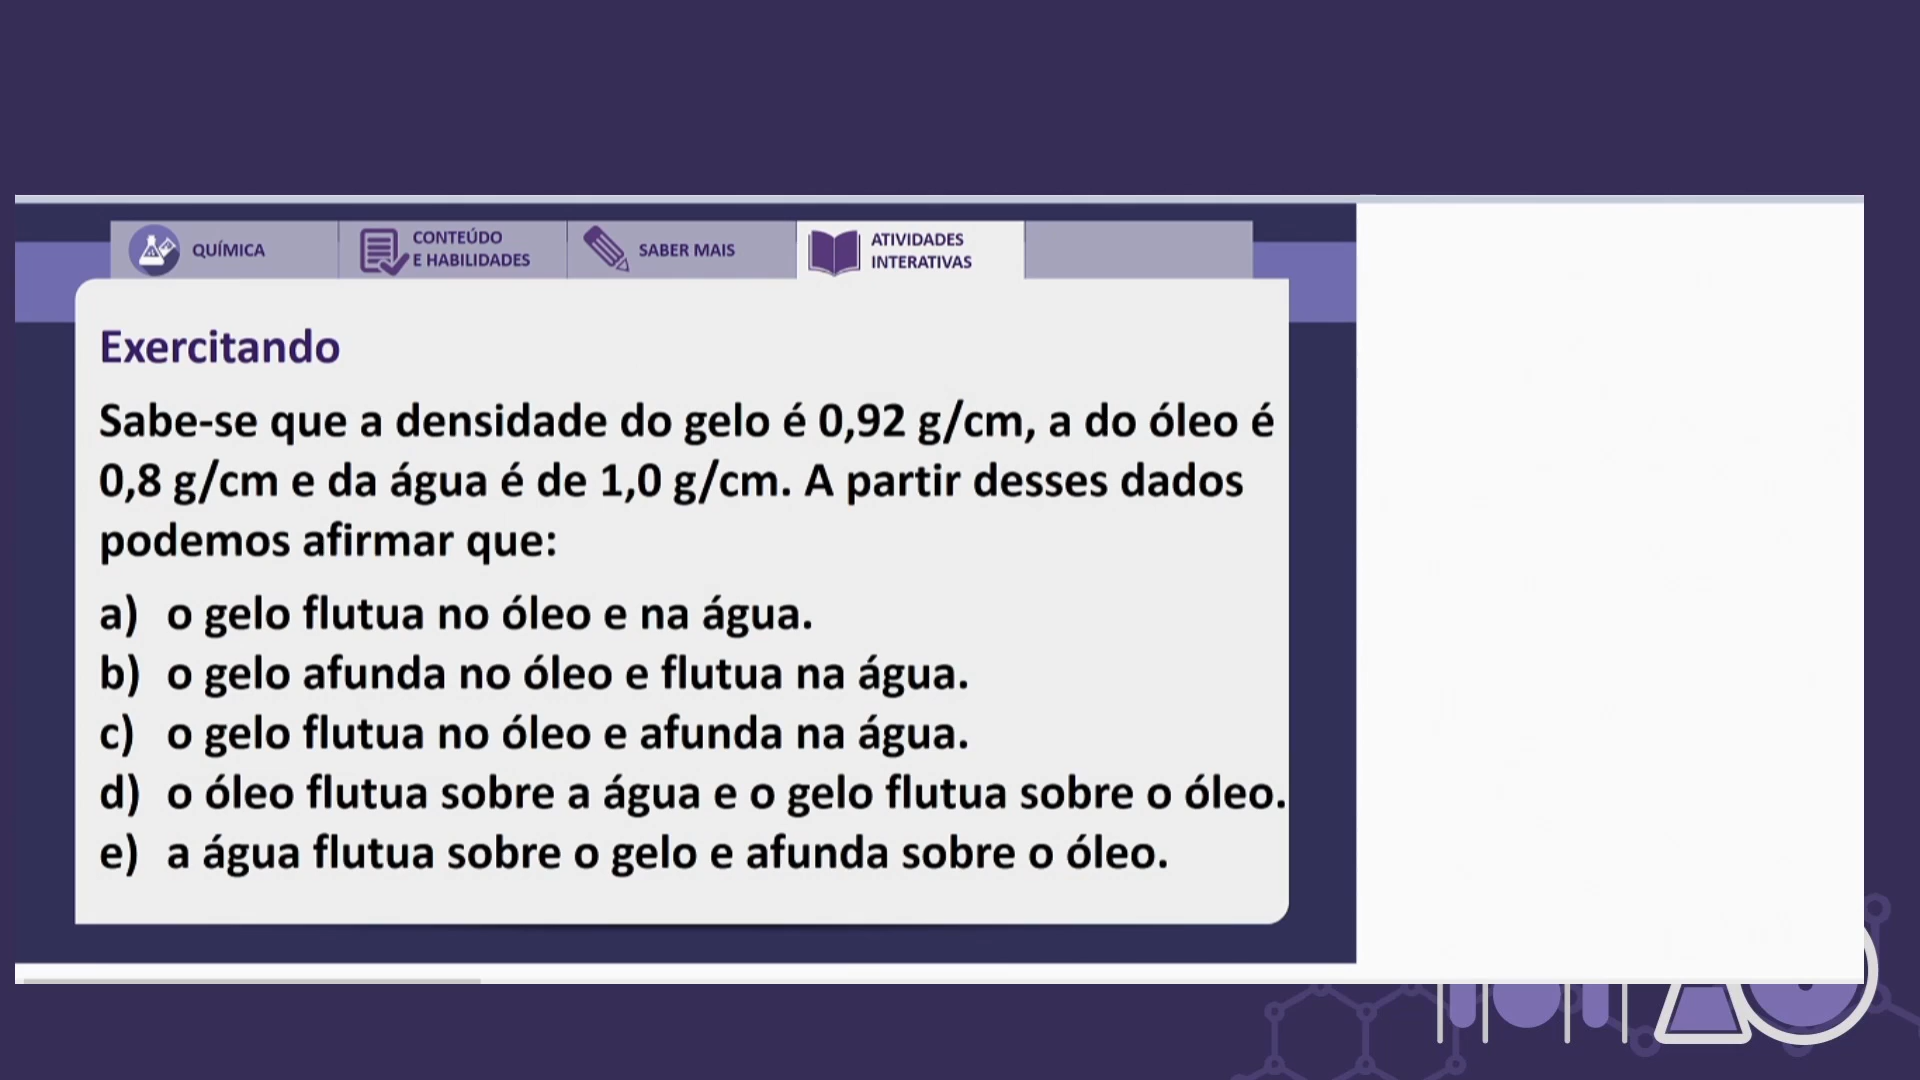 QUÍMICA
CONTEÚDO
E HABILIDADES
SABER MAIS
ATIVIDADES
INTERATIVAS
Exercitando
Sabe-se que a densidade do gelo é 0,92 g/cm, a do óleo é
0,8 g/cm e da água é de 1,0 g/cm. A partir desses dados
podemos afirmar que:
a) o gelo flutua no óleo e na água.
b) o gelo afunda no óleo e flutua na água.
c) o gelo flutua no óleo e afunda na água.
d) o óleo flutua sobre a água e o gelo flutua sobre o óleo.
e) a água flutua sobre o gelo e afunda sobre o óleo.